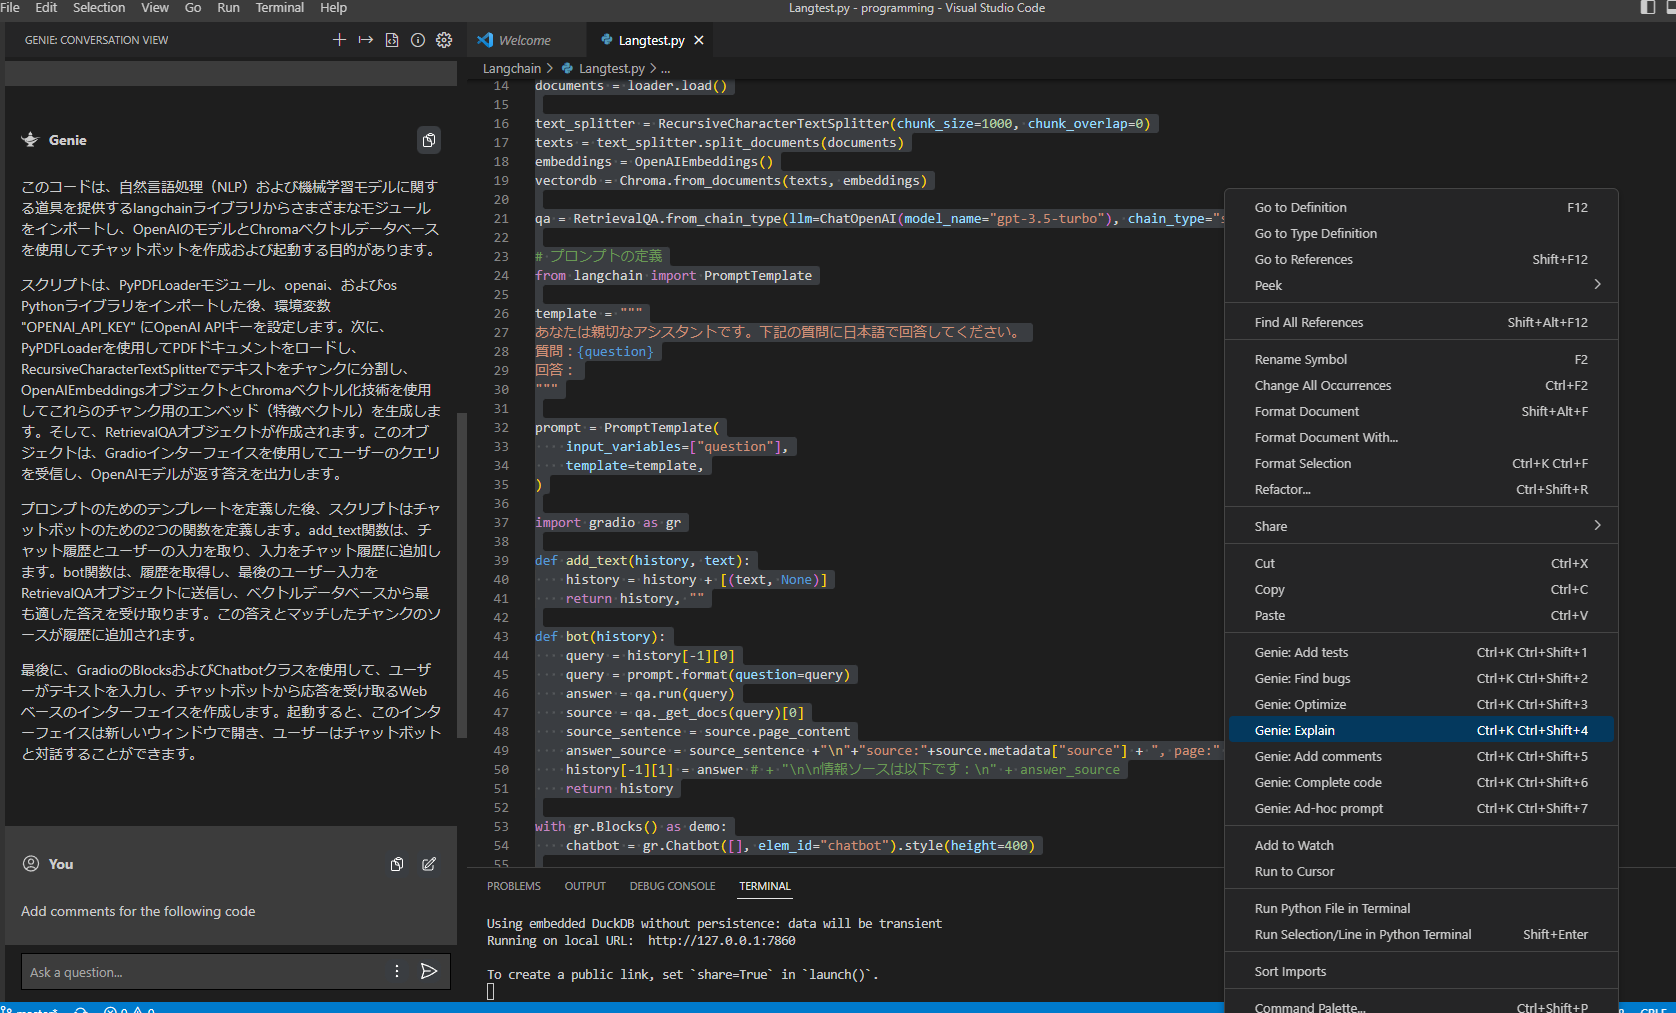 File Edit Selection View Go Run Terminal Help
Langtest.py - programming - Visual Studio Code
GENIE: CONVERSATION VIEW
Genie
このコードは、自然言語処理（NLP）および機械学習モデルに関す
る道具を提供するlangchainライブラリからさまざまなモジュール
をインポートし、OpenAIのモデルとChromaベクトルデータベース
を使用してチャットボットを作成および起動する目的があります。
スクリプトは、PyPDFLoaderモジュール、openai、およびos
Pythonライブラリをインポートした後、環境変数
"OPENAI_API_KEY" にOpenAI APIキーを設定します。次に、
PyPDFLoaderを使用してPDFドキュメントをロードし、
RecursiveCharacterTextSplitterでテキストをチャンクに分割し、
OpenAIEmbeddingsオブジェクトとChromaベクトル化技術を使用
してこれらのチャンク用のエンベッド（特徴ベクトル）を生成しま
す。そして、RetrievalQAオブジェクトが作成されます。このオブ
ジェクトは、Gradioインターフェイスを使用してユーザーのクエリ
を受信し、OpenAIモデルが返す答えを出力します。
プロンプトのためのテンプレートを定義した後、スクリプトはチャ
ットボットのための2つの関数を定義します。add_text関数は、チ
ャット履歴とユーザーの入力を取り、入力をチャット履歴に追加し
ます。bot関数は、履歴を取得し、最後のユーザー入力を
RetrievalQAオブジェクトに送信し、ベクトルデータベースから最
も適した答えを受け取ります。この答えとマッチしたチャンクのソ
ースが履歴に追加されます。
最後に、GradioのBlocksおよびChatbotクラスを使用して、ユーザ
ーがテキストを入力し、チャットボットから応答を受け取るWeb
ベースのインターフェイスを作成します。起動すると、このインタ
ーフェイスは新しいウィンドウで開き、ユーザーはチャットボット
と対話することができます。
You
Add comments for the following code
Ask a question...
Welcome
Langtest.py
Langchain > Langtest.py > ...
14 documents = loader.load()
15
16 text_splitter = RecursiveCharacterTextSplitter(chunk_size=1000, chunk_overlap=0)
17 texts = text_splitter.split_documents(documents)
18 embeddings = OpenAIEmbeddings()
19 vectordb = Chroma.from_documents(texts, embeddings)
20
21 qa = RetrievalQA.from_chain_type(llm=ChatOpenAI(model_name="gpt-3.5-turbo"), chain_type="s
22
23 # プロンプトの定義
24 from langchain import PromptTemplate
25
26 template = """
27 あなたは親切なアシスタントです。下記の質問に日本語で回答してください。
28 質問：{question}
29 回答：
30 """
31
32 prompt = PromptTemplate(
33 input_variables=["question"],
34 template=template,
35 )
36
37 import gradio as gr
38
39 def add_text(history, text):
40 history = history + [(text, None)]
41 return history, ""
42
43 def bot(history):
44 query = history[-1][0]
45 query = prompt.format(question=query)
46 answer = qa.run(query)
47 source = qa._get_docs(query)[0]
48 source_sentence = source.page_content
49 answer_source = source_sentence +"\n"+"source:"+source.metadata["source"] + ", page:"
50 history[-1][1] = answer # + "\n\n情報ソースは以下です：\n" + answer_source
51 return history
52
53 with gr.Blocks() as demo:
54 chatbot = gr.Chatbot([], elem_id="chatbot").style(height=400)
55
PROBLEMS OUTPUT DEBUG CONSOLE TERMINAL
Using embedded DuckDB without persistence: data will be transient
Running on local URL: http://127.0.0.1:7860
To create a public link, set `share=True` in `launch()`.
Go to Definition F12
Go to Type Definition
Go to References Shift+F12
Peek
Find All References Shift+Alt+F12
Rename Symbol F2
Change All Occurrences Ctrl+F2
Format Document Shift+Alt+F
Format Document With...
Format Selection Ctrl+K Ctrl+F
Refactor... Ctrl+Shift+R
Share
Cut Ctrl+X
Copy Ctrl+C
Paste Ctrl+V
Genie: Add tests Ctrl+K Ctrl+Shift+1
Genie: Find bugs Ctrl+K Ctrl+Shift+2
Genie: Optimize Ctrl+K Ctrl+Shift+3
Genie: Explain Ctrl+K Ctrl+Shift+4
Genie: Add comments Ctrl+K Ctrl+Shift+5
Genie: Complete code Ctrl+K Ctrl+Shift+6
Genie: Ad-hoc prompt Ctrl+K Ctrl+Shift+7
Add to Watch
Run to Cursor
Run Python File in Terminal
Run Selection/Line in Python Terminal Shift+Enter
Sort Imports
Command Palette... Ctrl+Shift+P
master* 0 0
CRLF